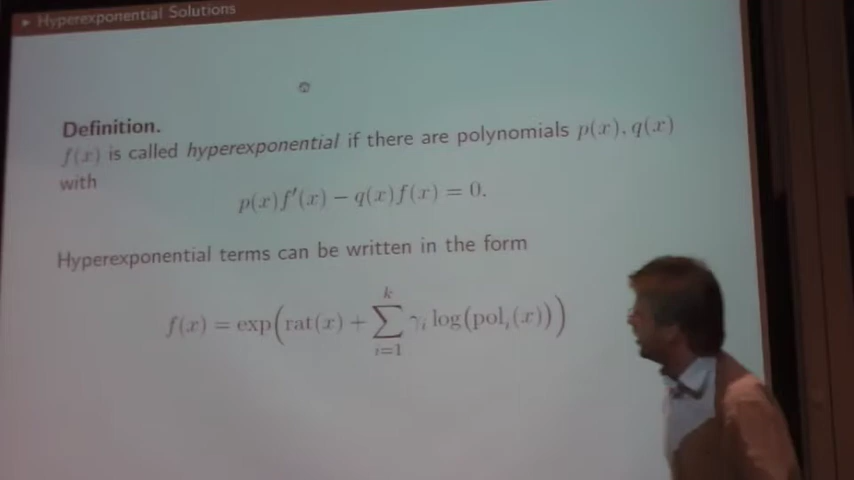 ► Hyperexponential Solutions
Definition.
f(x) is called hyperexponential if there are polynomials p(x), q(x)
with
p(x)f′(x) − q(x)f(x) = 0.
Hyperexponential terms can be written in the form
f(x) = exp(rat(x) + ∑_{i=1}^{k} γ_i log(pol_i(x)))